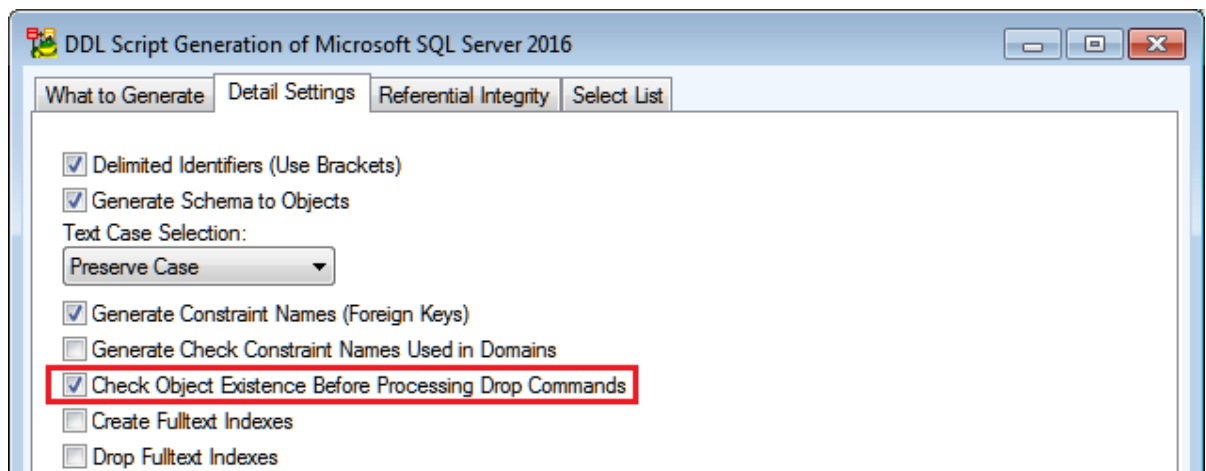 DDL Script Generation of Microsoft SQL Server 2016
What to Generate Detail Settings Referential Integrity Select List
Delimited Identifiers (Use Brackets)
Generate Schema to Objects
Text Case Selection:
Preserve Case
Generate Constraint Names (Foreign Keys)
Generate Check Constraint Names Used in Domains
Check Object Existence Before Processing Drop Commands
Create Fulltext Indexes
Drop Fulltext Indexes